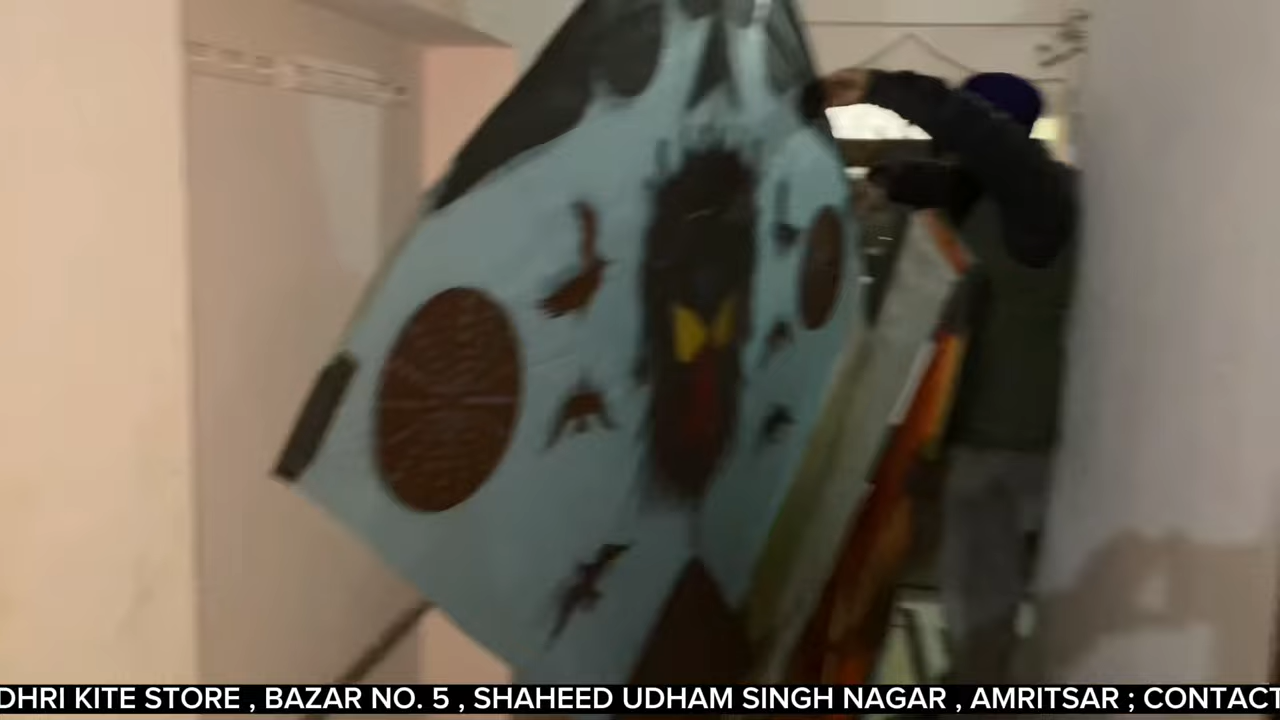 DHRI KITE STORE , BAZAR NO. 5 , SHAHEED UDHAM SINGH NAGAR , AMRITSAR ; CONTACT